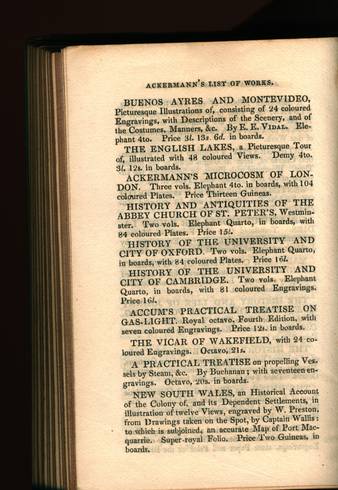 ACKERMANN'S LIST OF WORKS.
BUENOS AYRES AND MONTEVIDEO,
Picturesque Illustrations of, consisting of 24 coloured
Engravings, with Descriptions of the Scenery, and of
the Costumes, Manners, &c. By E. E. VIDAL. Ele-
phant 4to. Price 3l. 13s. 6d. in boards.
THE ENGLISH LAKES, a Picturesque Tour
of, illustrated with 48 coloured Views. Demy 4to.
3l. 12s. in boards.
ACKERMANN'S MICROCOSM OF LON-
DON. Three vols. Elephant 4to. in boards, with 104
coloured Plates. Price Thirteen Guineas.
HISTORY AND ANTIQUITIES OF THE
ABBEY CHURCH OF ST. PETER'S, Westmin-
ster. Two vols. Elephant Quarto, in boards, with
84 coloured Plates. Price 15l.
HISTORY OF THE UNIVERSITY AND
CITY OF OXFORD. Two vols. Elephant Quarto,
in boards, with 84 coloured Plates. Price 16l.
HISTORY OF THE UNIVERSITY AND
CITY OF CAMBRIDGE. Two vols. Elephant
Quarto, in boards, with 81 coloured Engravings.
Price 16l.
ACCUM'S PRACTICAL TREATISE ON
GAS-LIGHT. Royal octavo, Fourth Edition, with
seven coloured Engravings. Price 12s. in boards.
THE VICAR OF WAKEFIELD, with 24 co-
loured Engravings. Octavo, 21s.
A PRACTICAL TREATISE on propelling Ves-
sels by Steam, &c. By Buchanan; with seventeen en-
gravings. Octavo, 20s. in boards.
NEW SOUTH WALES, an Historical Account
of the Colony of, and its Dependent Settlements, in
illustration of twelve Views, engraved by W. Preston,
from Drawings taken on the Spot, by Captain Wallis:
to which is subjoined, an accurate Map of Port Mac-
quarrie. Super-royal Folio. Price Two Guineas, in
boards.